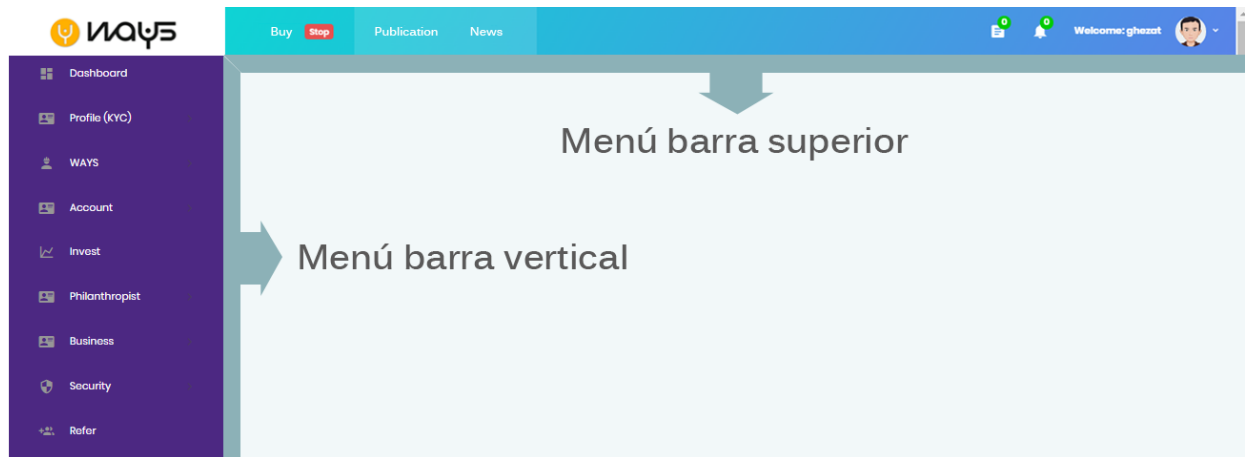 WAYS
Buy Stop Publication News 0 0 Welcome: ghezat
Dashboard
Profile (KYC)
Menú barra superior
WAYS
Account
Menú barra vertical
Invest
Philanthropist
Business
Security
Refer